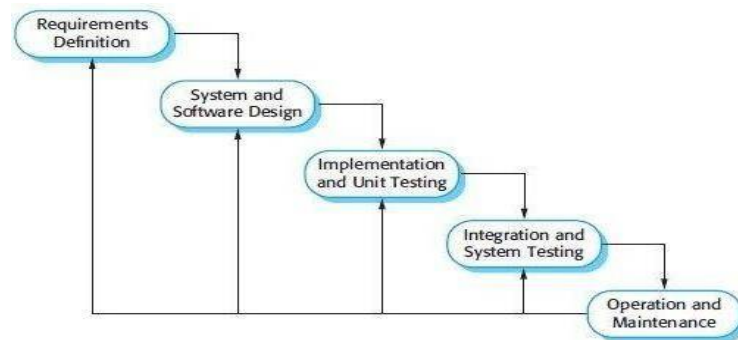 Requirements
Definition
System and
Software Design
Implementation
and Unit Testing
Integration and
System Testing
Operation and
Maintenance